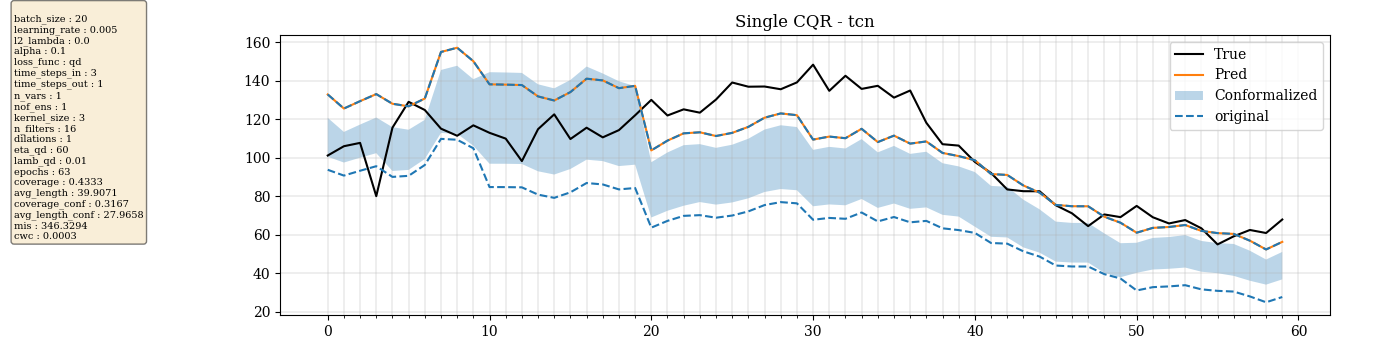 batch_size : 20
learning_rate : 0.005
l2_lambda : 0.0
alpha : 0.1
loss_func : qd
time_steps_in : 3
time_steps_out : 1
n_vars : 1
nof_ens : 1
kernel_size : 3
n_filters : 16
dilations : 1
eta_qd : 60
lamb_qd : 0.01
epochs : 63
coverage : 0.4333
avg_length : 39.9071
coverage_conf : 0.3167
avg_length_conf : 27.9658
mis : 346.3294
cwc : 0.0003
Single CQR - tcn
160
140
120
100
80
60
40
20
0 10 20 30 40 50 60
True
Pred
Conformalized
original